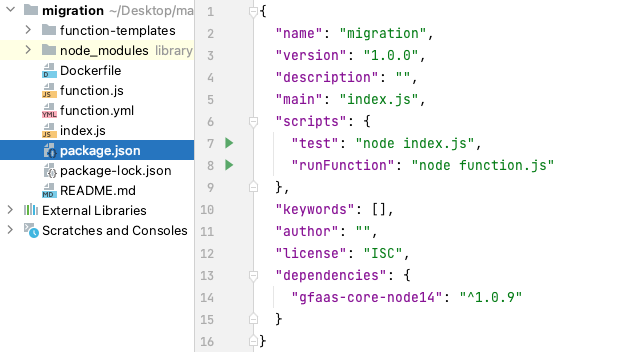 migration ~/Desktop/ma
function-templates
node_modules library
Dockerfile
function.js
function.yml
index.js
package.json
package-lock.json
README.md
External Libraries
Scratches and Consoles
1 {
2 "name": "migration",
3 "version": "1.0.0",
4 "description": "",
5 "main": "index.js",
6 "scripts": {
7 "test": "node index.js",
8 "runFunction": "node function.js"
9 },
10 "keywords": [],
11 "author": "",
12 "license": "ISC",
13 "dependencies": {
14 "gfaas-core-node14": "^1.0.9"
15 }
16 }